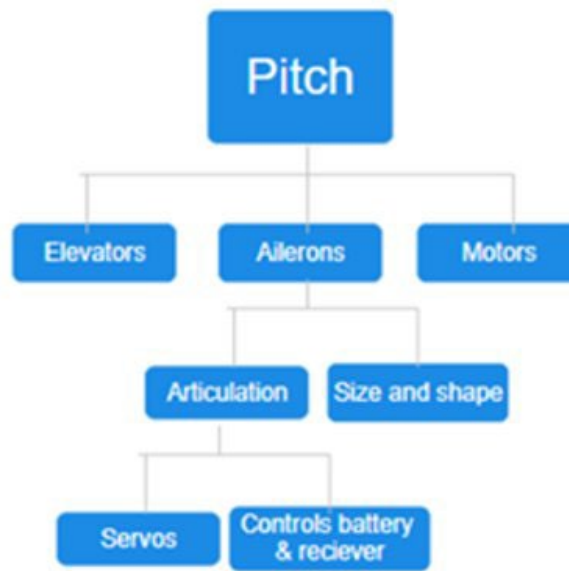 Pitch
Elevators
Ailerons
Motors
Articulation
Size and shape
Servos
Controls battery
& reciever